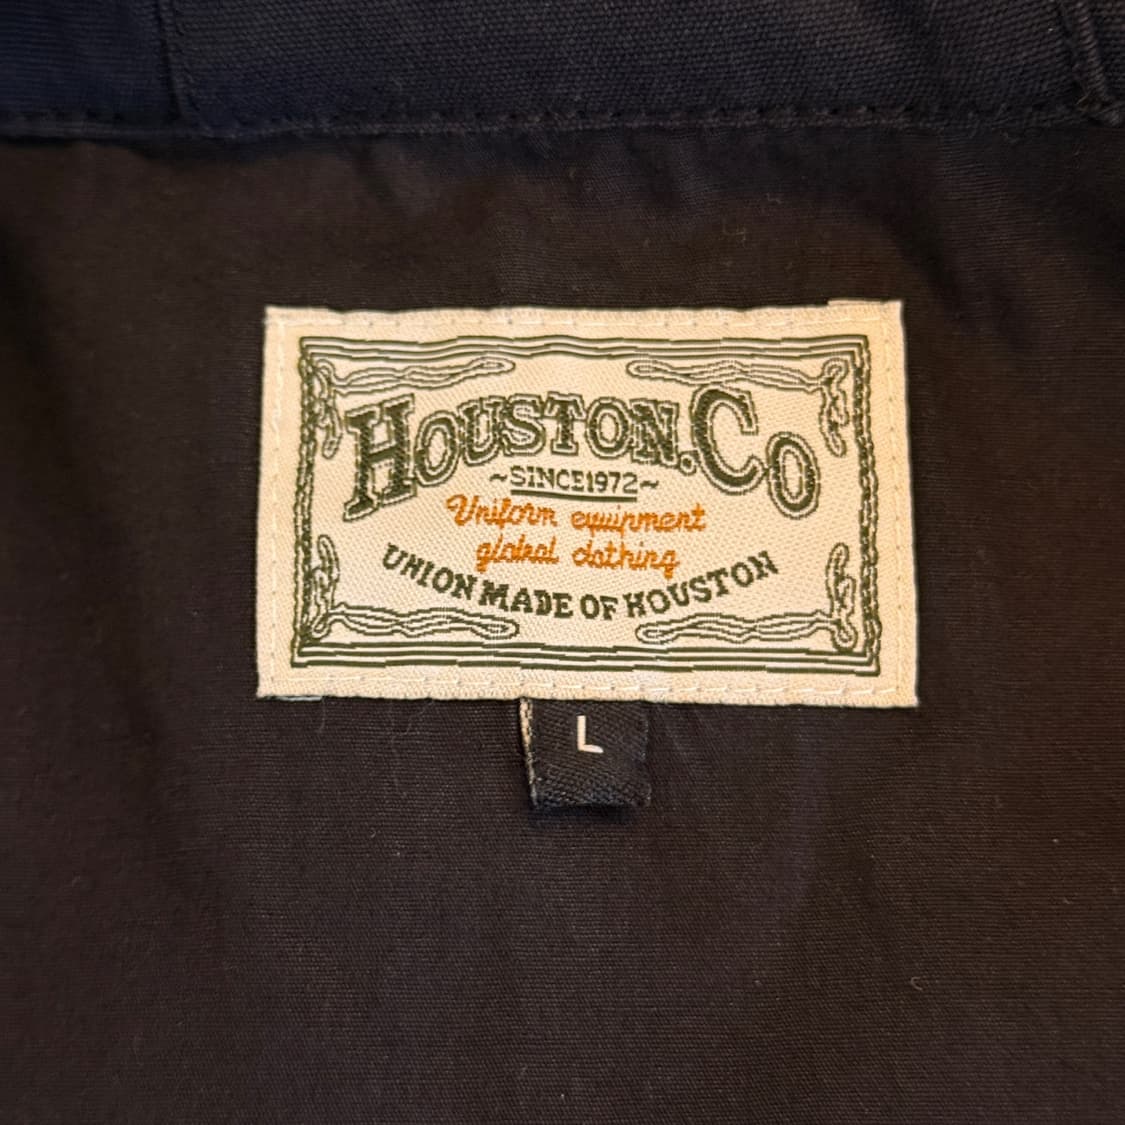 HOUSTON.CO
~SINCE1972~
Uniform equipment
global clothing
UNION MADE OF HOUSTON
L